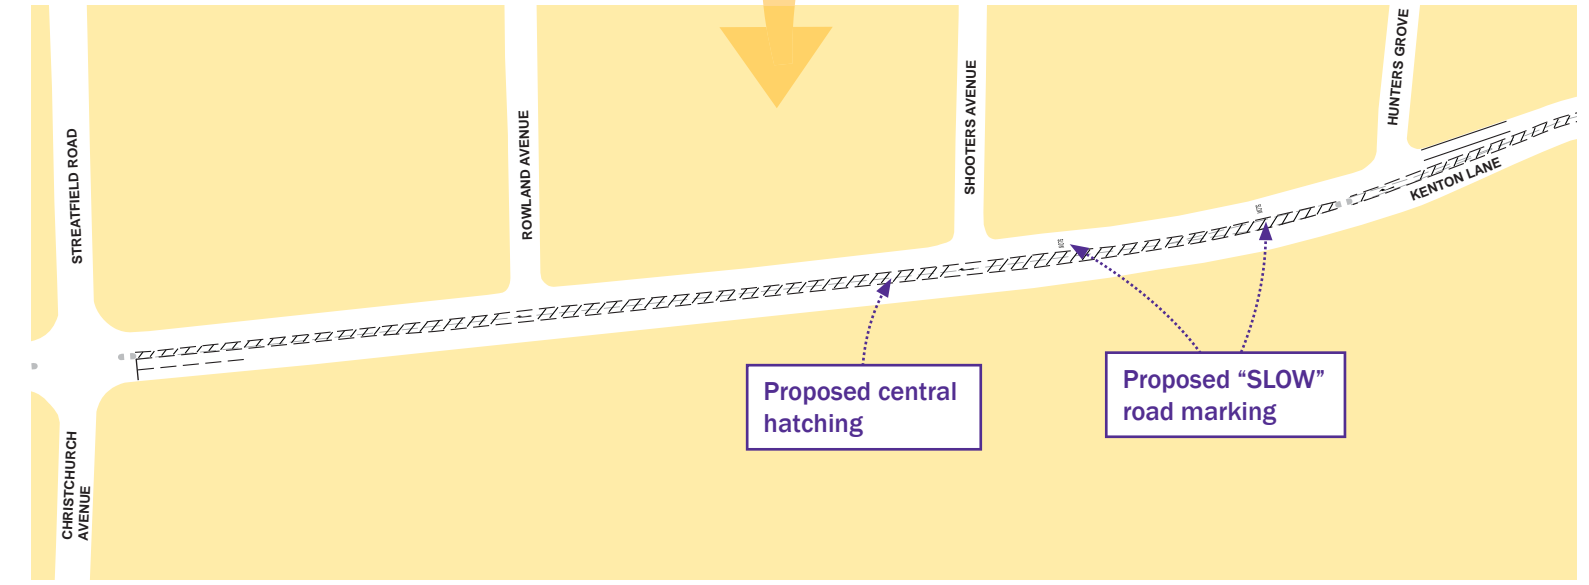 STREATFIELD ROAD
ROWLAND AVENUE
SHOOTERS AVENUE
HUNTERS GROVE
KENTON LANE
Proposed central
hatching
Proposed “SLOW”
road marking
CHRISTCHURCH
AVENUE